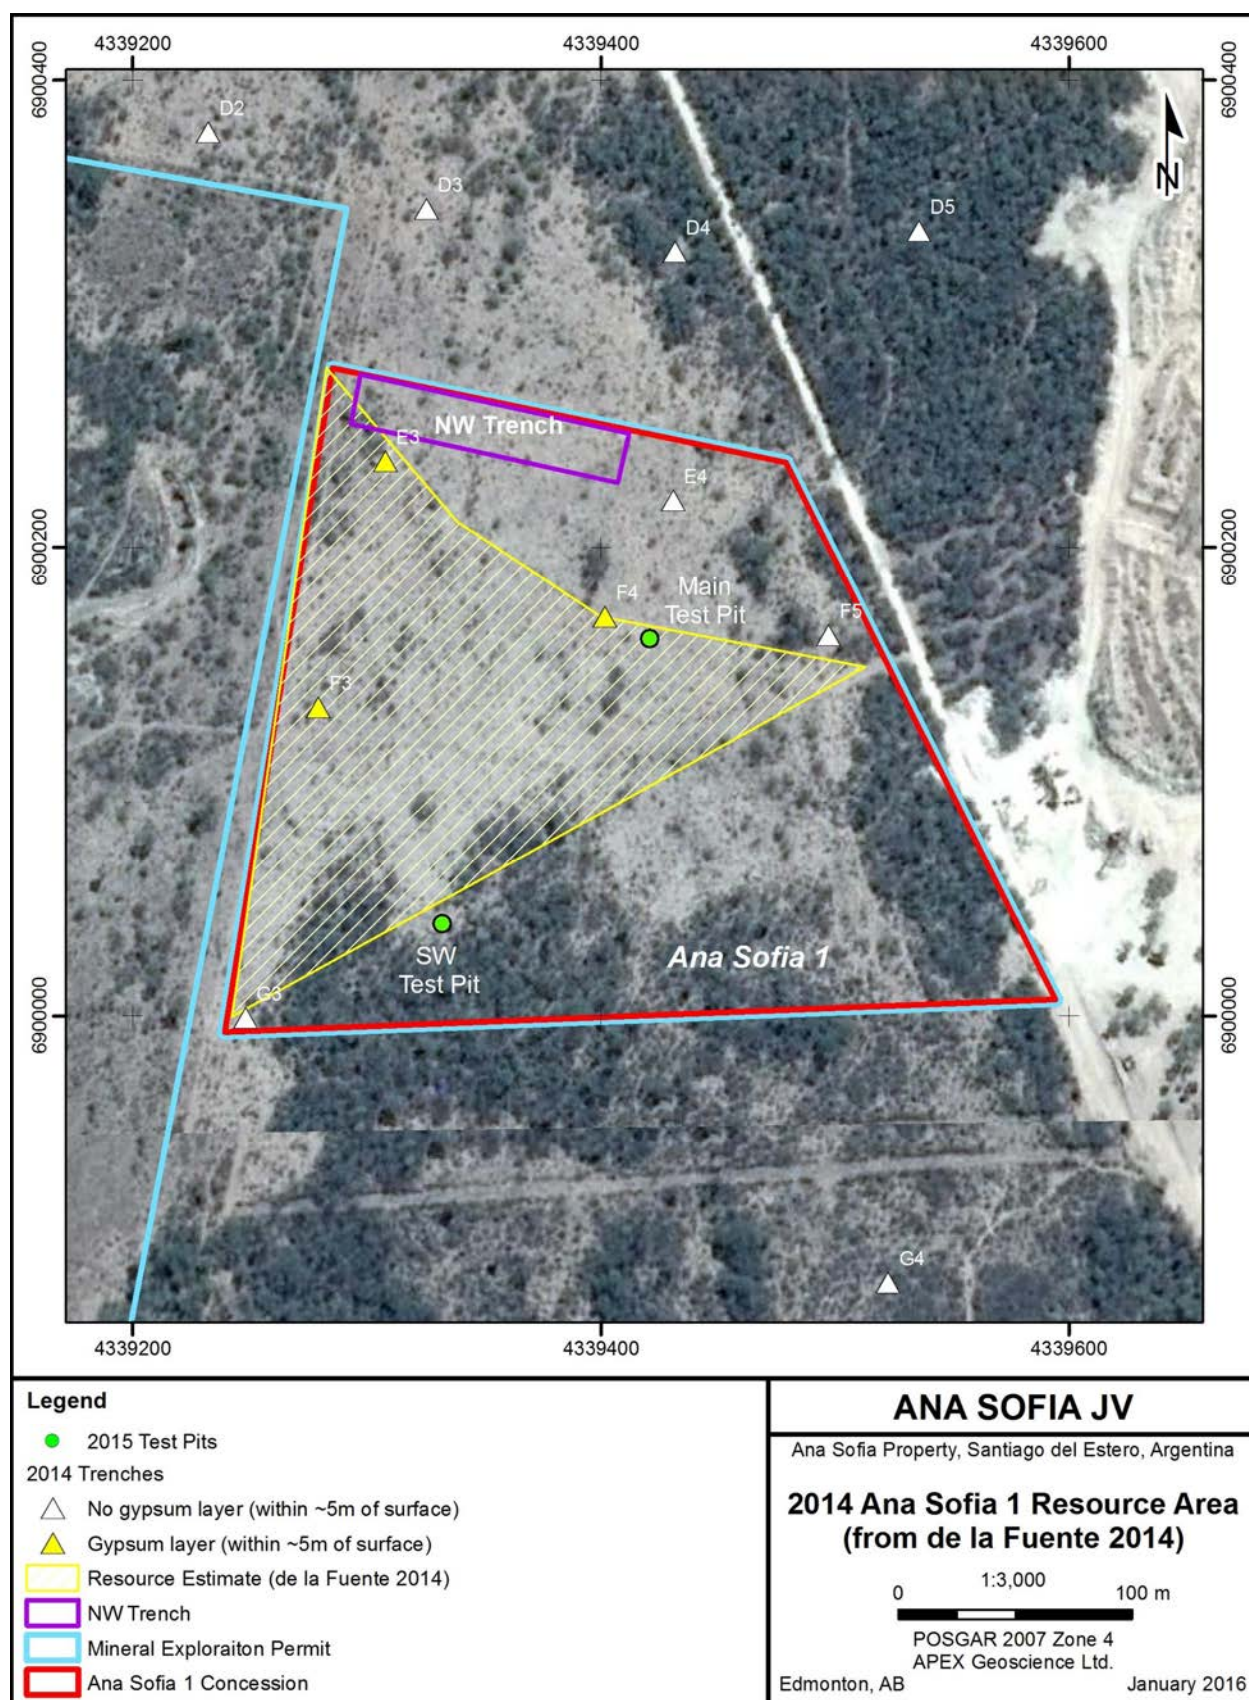 4339200 4339400 4339600
6900400 6900400
D2
D3
D4
D5
N
NW Trench
E3
E4
6900200 6900200
F4
Main
Test Pit
F5
F3
Ana Sofia 1
SW
Test Pit
G3
6900000 6900000
G4
4339200 4339400 4339600
Legend
2015 Test Pits
2014 Trenches
No gypsum layer (within ~5m of surface)
Gypsum layer (within ~5m of surface)
Resource Estimate (de la Fuente 2014)
NW Trench
Mineral Exploraiton Permit
Ana Sofia 1 Concession
ANA SOFIA JV
Ana Sofia Property, Santiago del Estero, Argentina
2014 Ana Sofia 1 Resource Area
(from de la Fuente 2014)
0 1:3,000 100 m
POSGAR 2007 Zone 4
APEX Geoscience Ltd.
Edmonton, AB January 2016